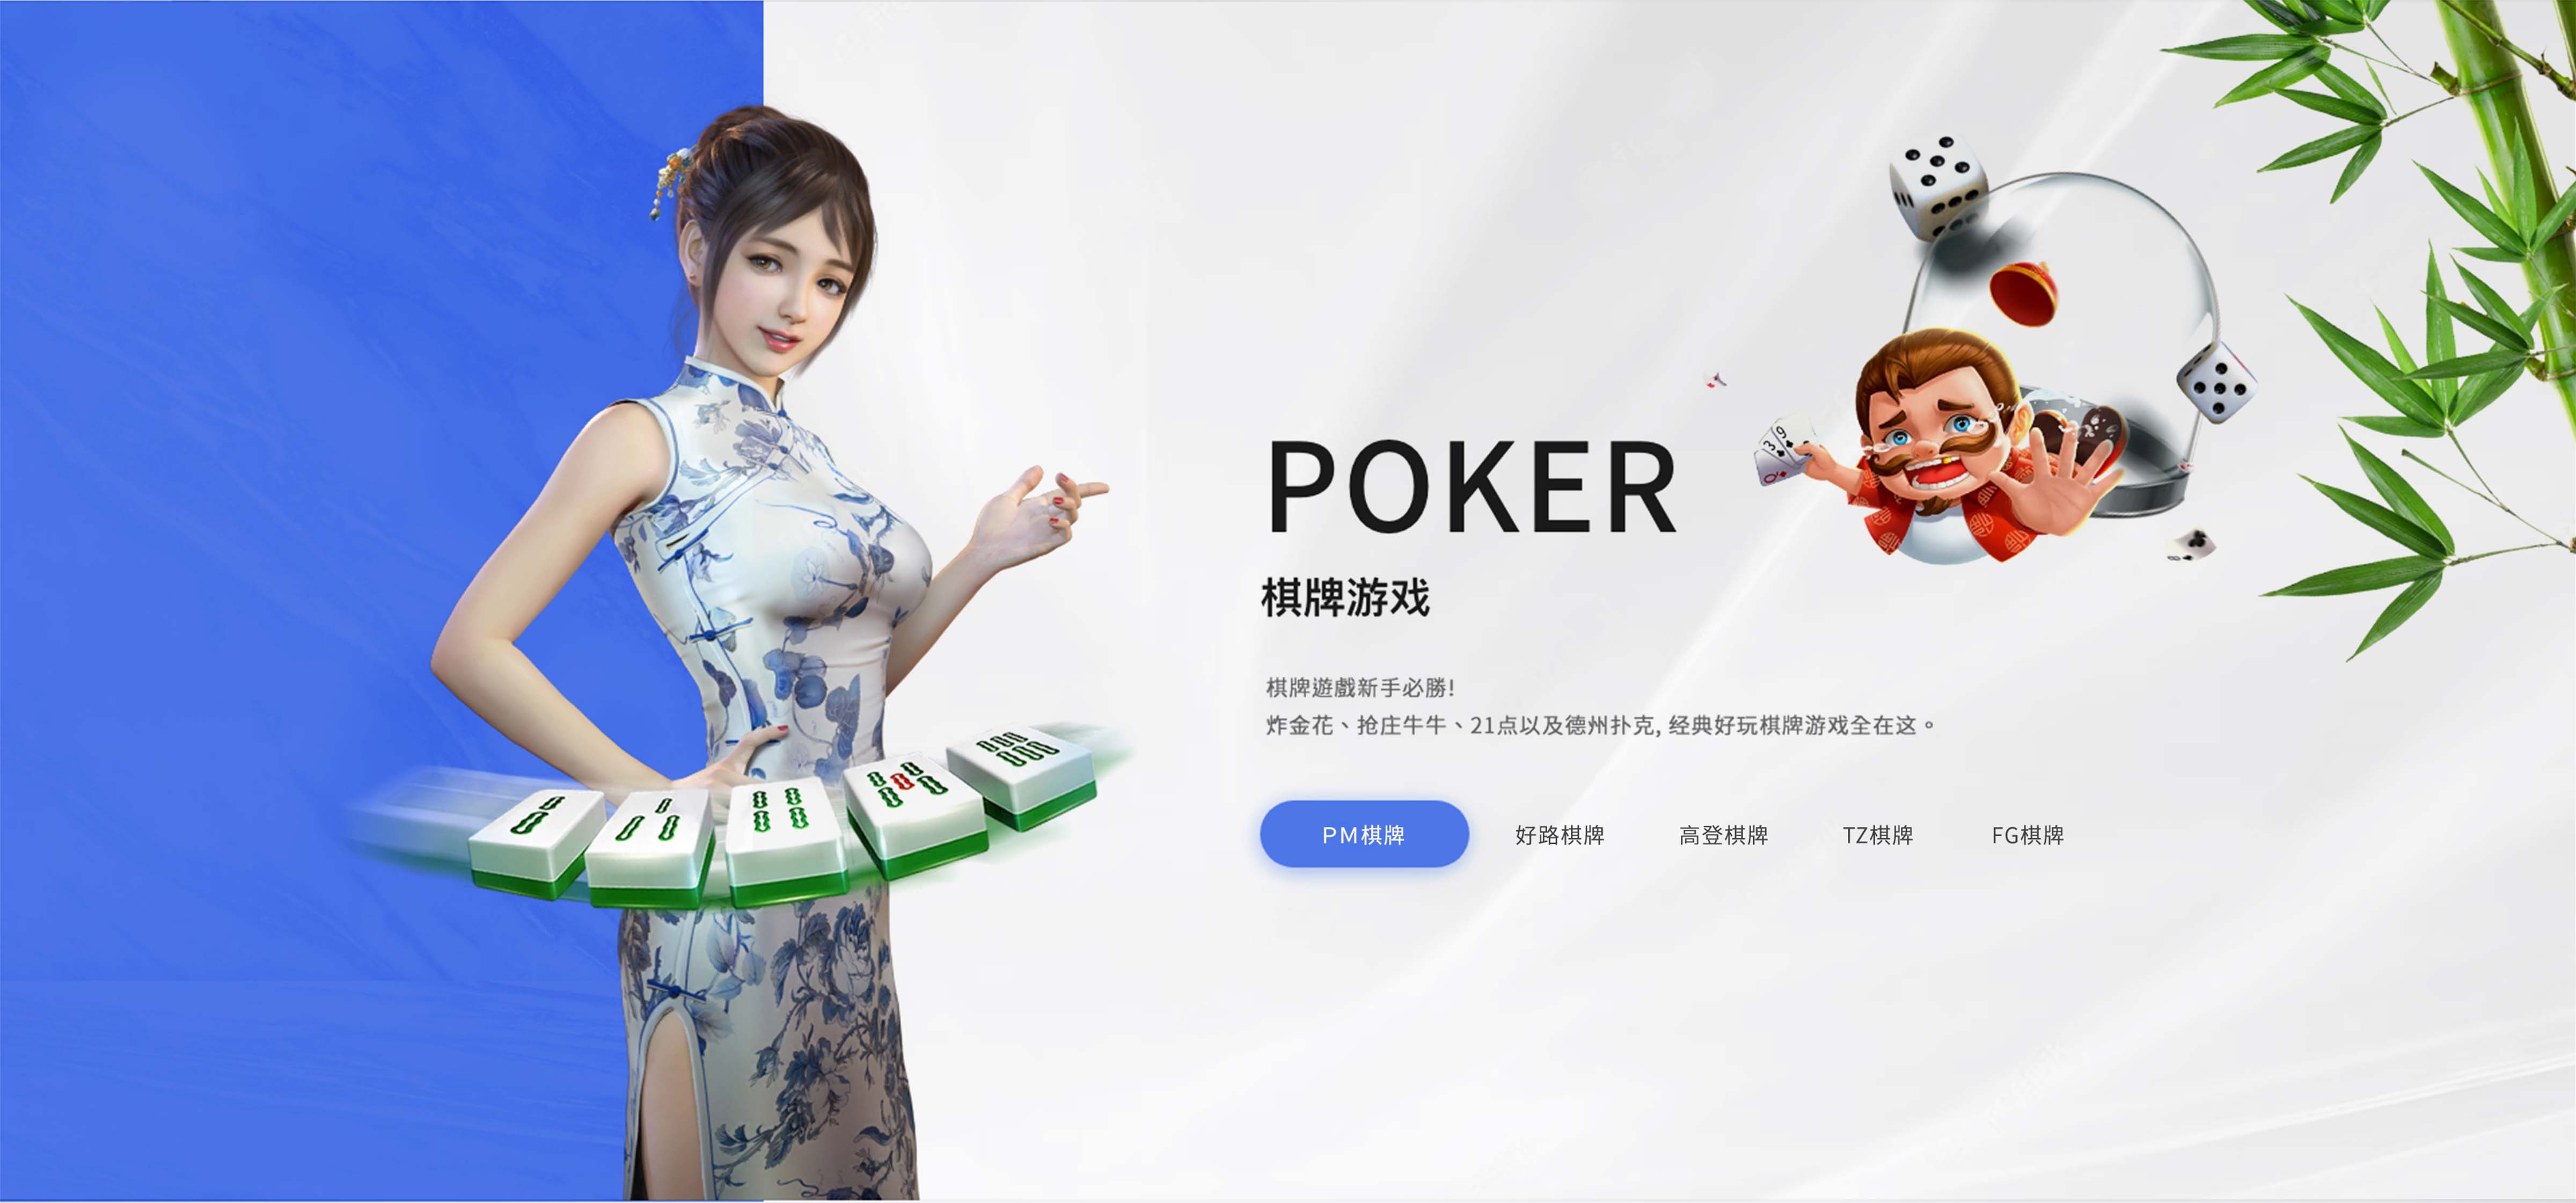 POKER
棋牌游戏
棋牌遊戲新手必勝!
炸金花、抢庄牛牛、21点以及德州扑克, 经典好玩棋牌游戏全在这。
PM棋牌
好路棋牌
高登棋牌
TZ棋牌
FG棋牌